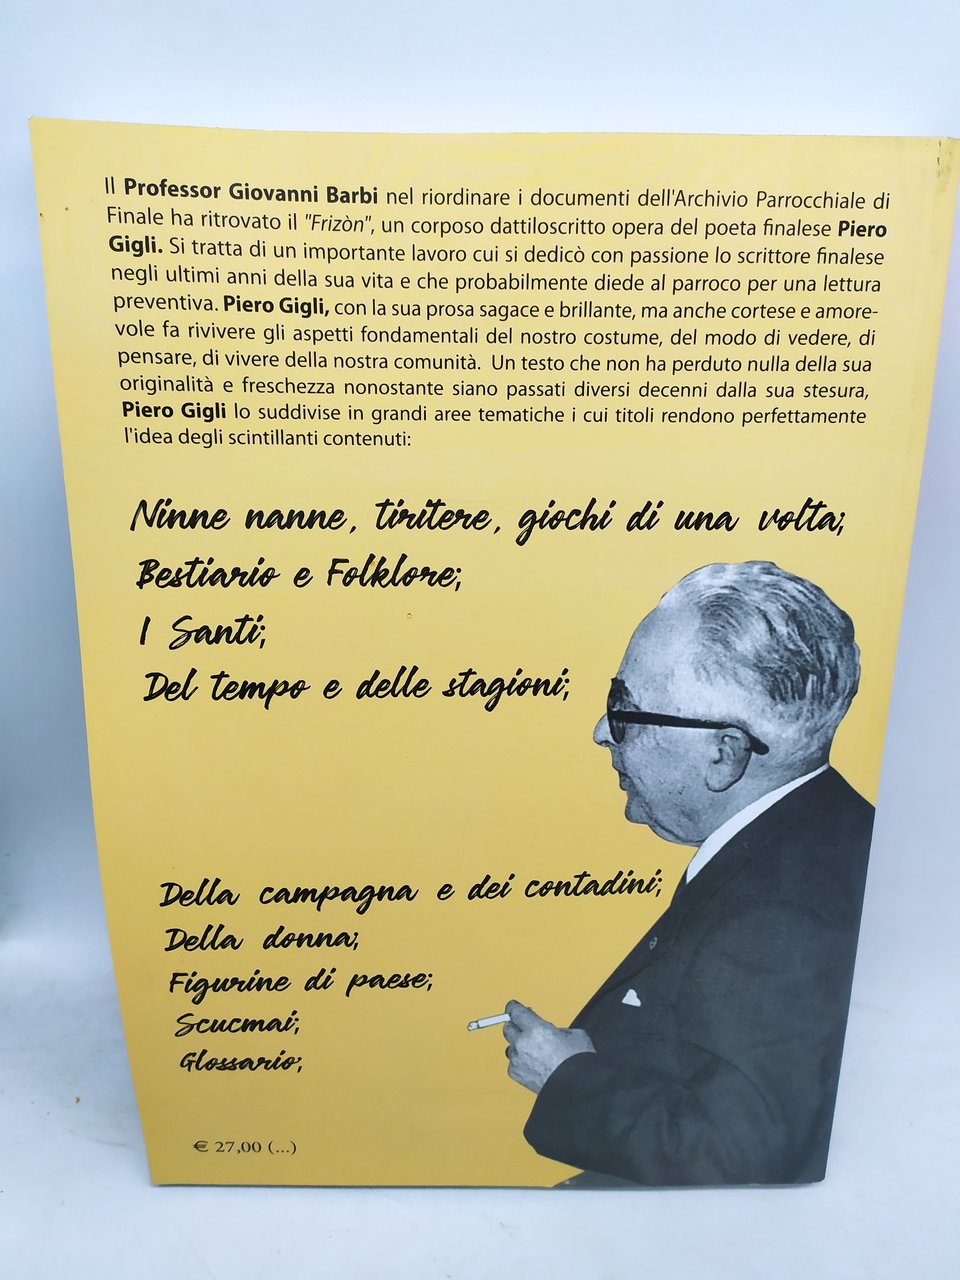 Il Professor Giovanni Barbi nel riordinare i documenti dell'Archivio Parrocchiale di
Finale ha ritrovato il "Frizòn", un corposo dattiloscritto opera del poeta finalese Piero
Gigli. Si tratta di un importante lavoro cui si dedicò con passione lo scrittore finalese
negli ultimi anni della sua vita e che probabilmente diede al parroco per una lettura
preventiva. Piero Gigli, con la sua prosa sagace e brillante, ma anche cortese e amore-
vole fa rivivere gli aspetti fondamentali del nostro costume, del modo di vedere, di
pensare, di vivere della nostra comunità. Un testo che non ha perduto nulla della sua
originalità e freschezza nonostante siano passati diversi decenni dalla sua stesura,
Piero Gigli lo suddivise in grandi aree tematiche i cui titoli rendono perfettamente
l'idea degli scintillanti contenuti:
Ninne nanne, tiritere, giochi di una volta;
Bestiario e Folklore;
I Santi;
Del tempo e delle stagioni;
Della campagna e dei contadini;
Della donna;
Figurine di paese;
Scucmai;
Glossario;
€ 27,00 (...)